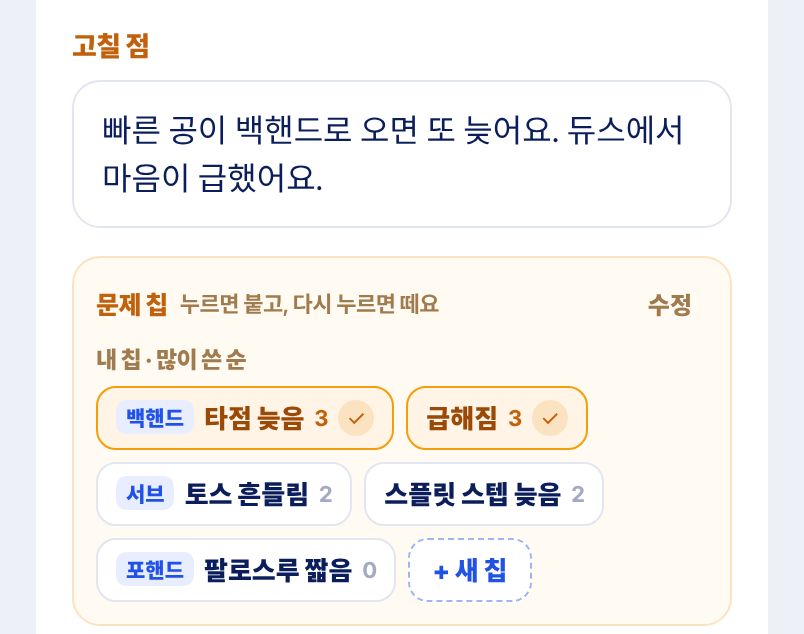 고칠 점
빠른 공이 백핸드로 오면 또 늦어요. 듀스에서
마음이 급했어요.
문제 칩 누르면 붙고, 다시 누르면 떼요 수정
내 칩 · 많이 쓴 순
백핸드 타점 늦음 3 ✓ 급해짐 3 ✓
서브 토스 흔들림 2 스플릿 스텝 늦음 2
포핸드 팔로스루 짧음 0 + 새 칩